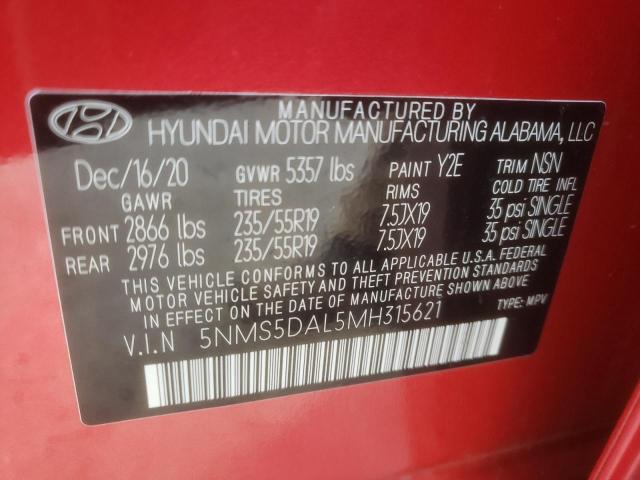 MANUFACTURED BY
HYUNDAI MOTOR MANUFACTURING ALABAMA, LLC
Dec/16/20 GVWR 5357 lbs PAINT Y2E TRIM NSN
GAWR TIRES RIMS COLD TIRE INFL
FRONT 2866 lbs 235/55R19 7.5JX19 35 psi SINGLE
REAR 2976 lbs 235/55R19 7.5JX19 35 psi SINGLE
THIS VEHICLE CONFORMS TO ALL APPLICABLE U.S.A. FEDERAL
MOTOR VEHICLE SAFETY AND THEFT PREVENTION STANDARDS
IN EFFECT ON THE DATE OF MANUFACTURE SHOWN ABOVE.
V.I.N 5NMS5DAL5MH315621 TYPE: MPV